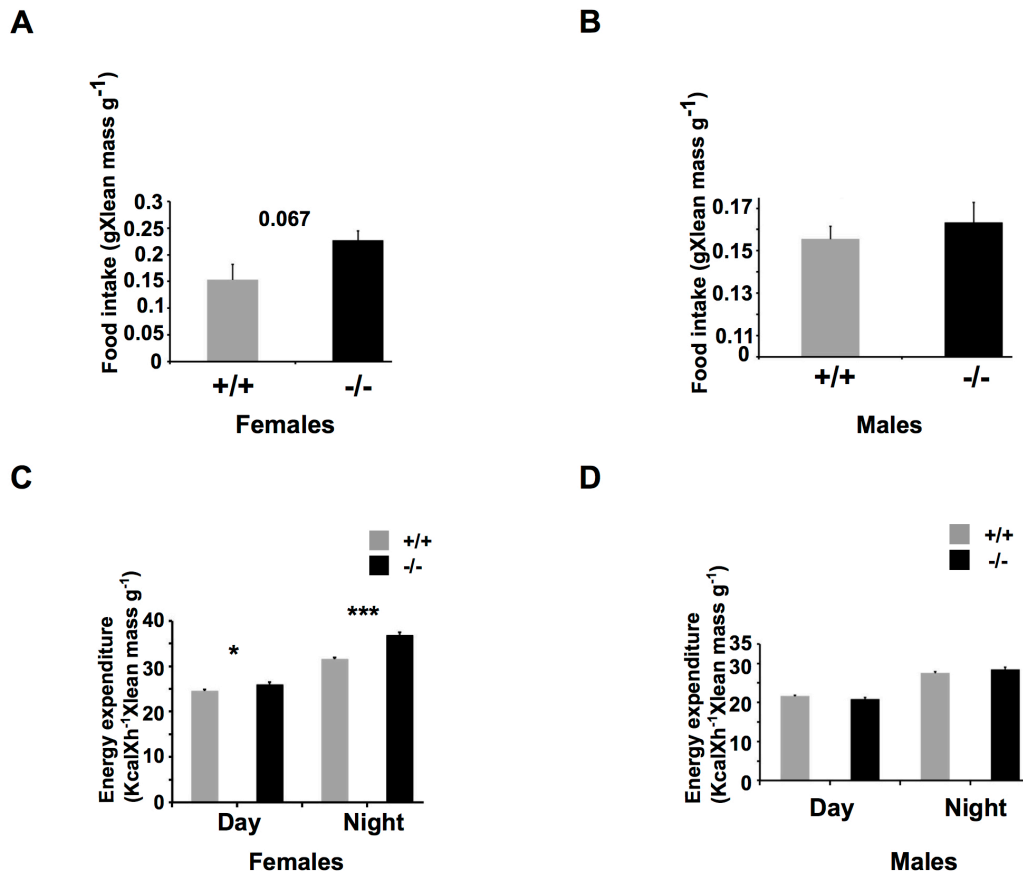 A
Food intake (gXlean mass g-1)
0.3
0.25
0.2
0.15
0.1
0.05
0
0.067
+/+
-/-
Females
B
Food intake (gXlean mass g-1)
0.17
0.15
0.13
0.11
0
+/+
-/-
Males
C
+/+
-/-
Energy expenditure
(KcalXh-1Xlean mass g-1)
40
30
20
10
0
*
***
Day
Night
Females
D
+/+
-/-
Energy expenditure
(KcalXh-1Xlean mass g-1)
35
30
20
10
0
Day
Night
Males